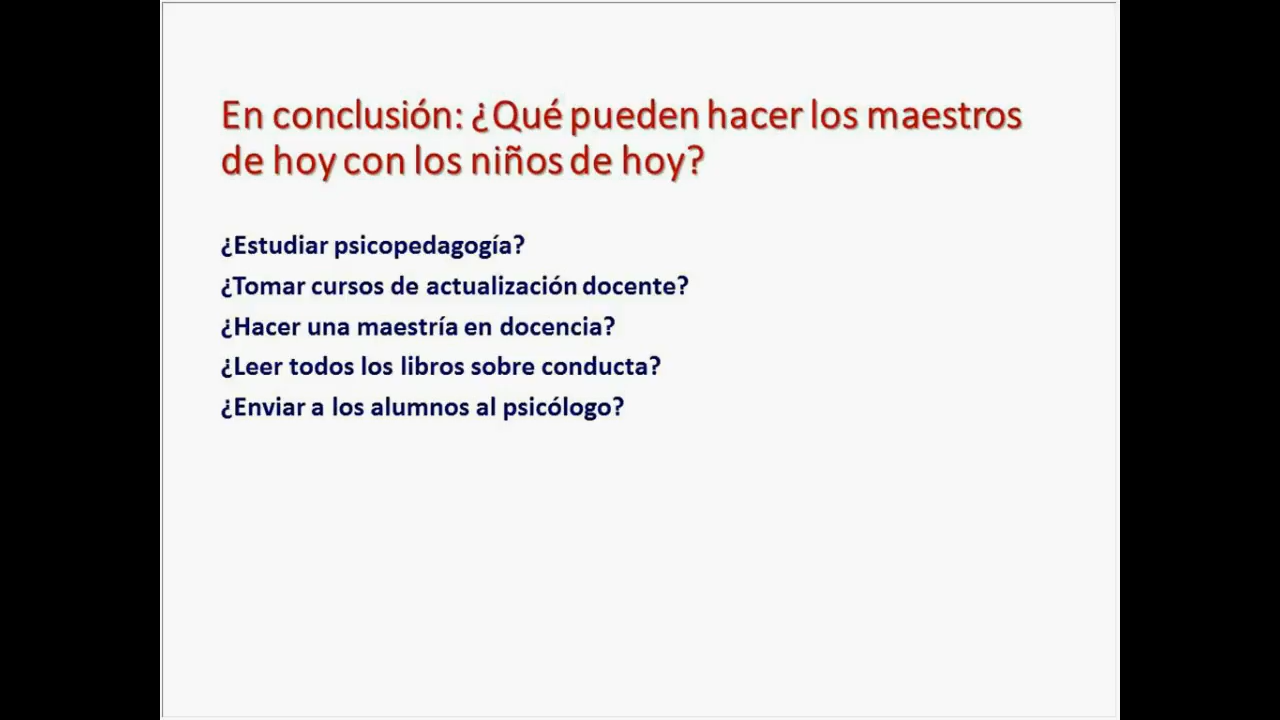 En conclusión: ¿Qué pueden hacer los maestros
de hoy con los niños de hoy?
¿Estudiar psicopedagogía?
¿Tomar cursos de actualización docente?
¿Hacer una maestría en docencia?
¿Leer todos los libros sobre conducta?
¿Enviar a los alumnos al psicólogo?